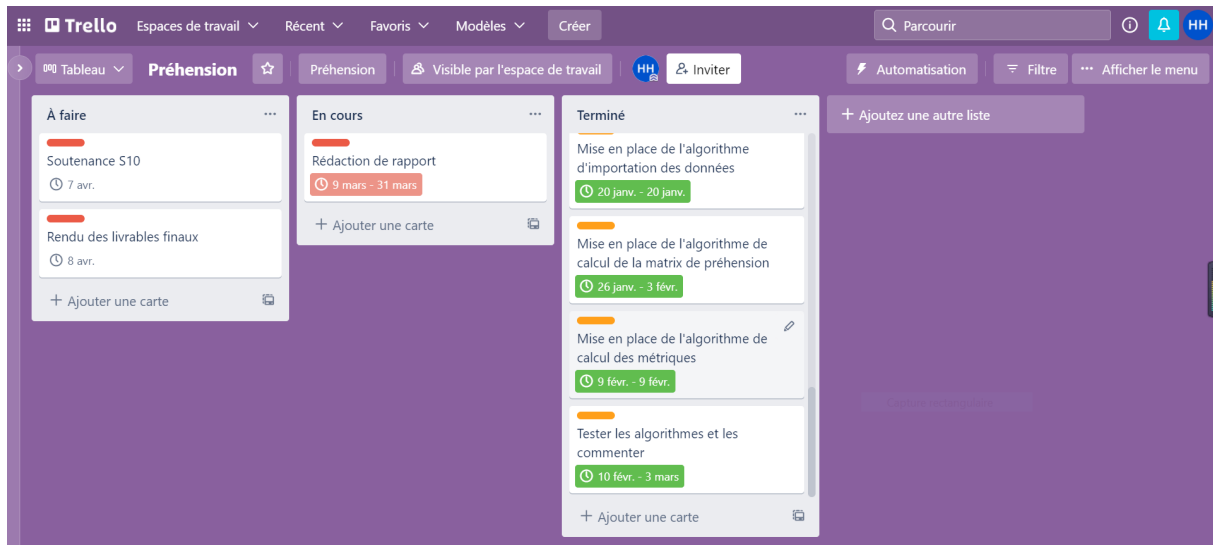 Trello Espaces de travail Récent Favoris Modèles Créer Parcourir HH
Tableau Préhension Préhension Visible par l'espace de travail HH Inviter Automatisation Filtre ... Afficher le menu
À faire ...
Soutenance S10
7 avr.
Rendu des livrables finaux
8 avr.
+ Ajouter une carte
En cours ...
Rédaction de rapport
9 mars - 31 mars
+ Ajouter une carte
Terminé ...
Mise en place de l'algorithme
d'importation des données
20 janv. - 20 janv.
Mise en place de l'algorithme de
calcul de la matrix de préhension
26 janv. - 3 févr.
Mise en place de l'algorithme de
calcul des métriques
9 févr. - 9 févr.
Tester les algorithmes et les
commenter
10 févr. - 3 mars
+ Ajouter une carte
+ Ajoutez une autre liste